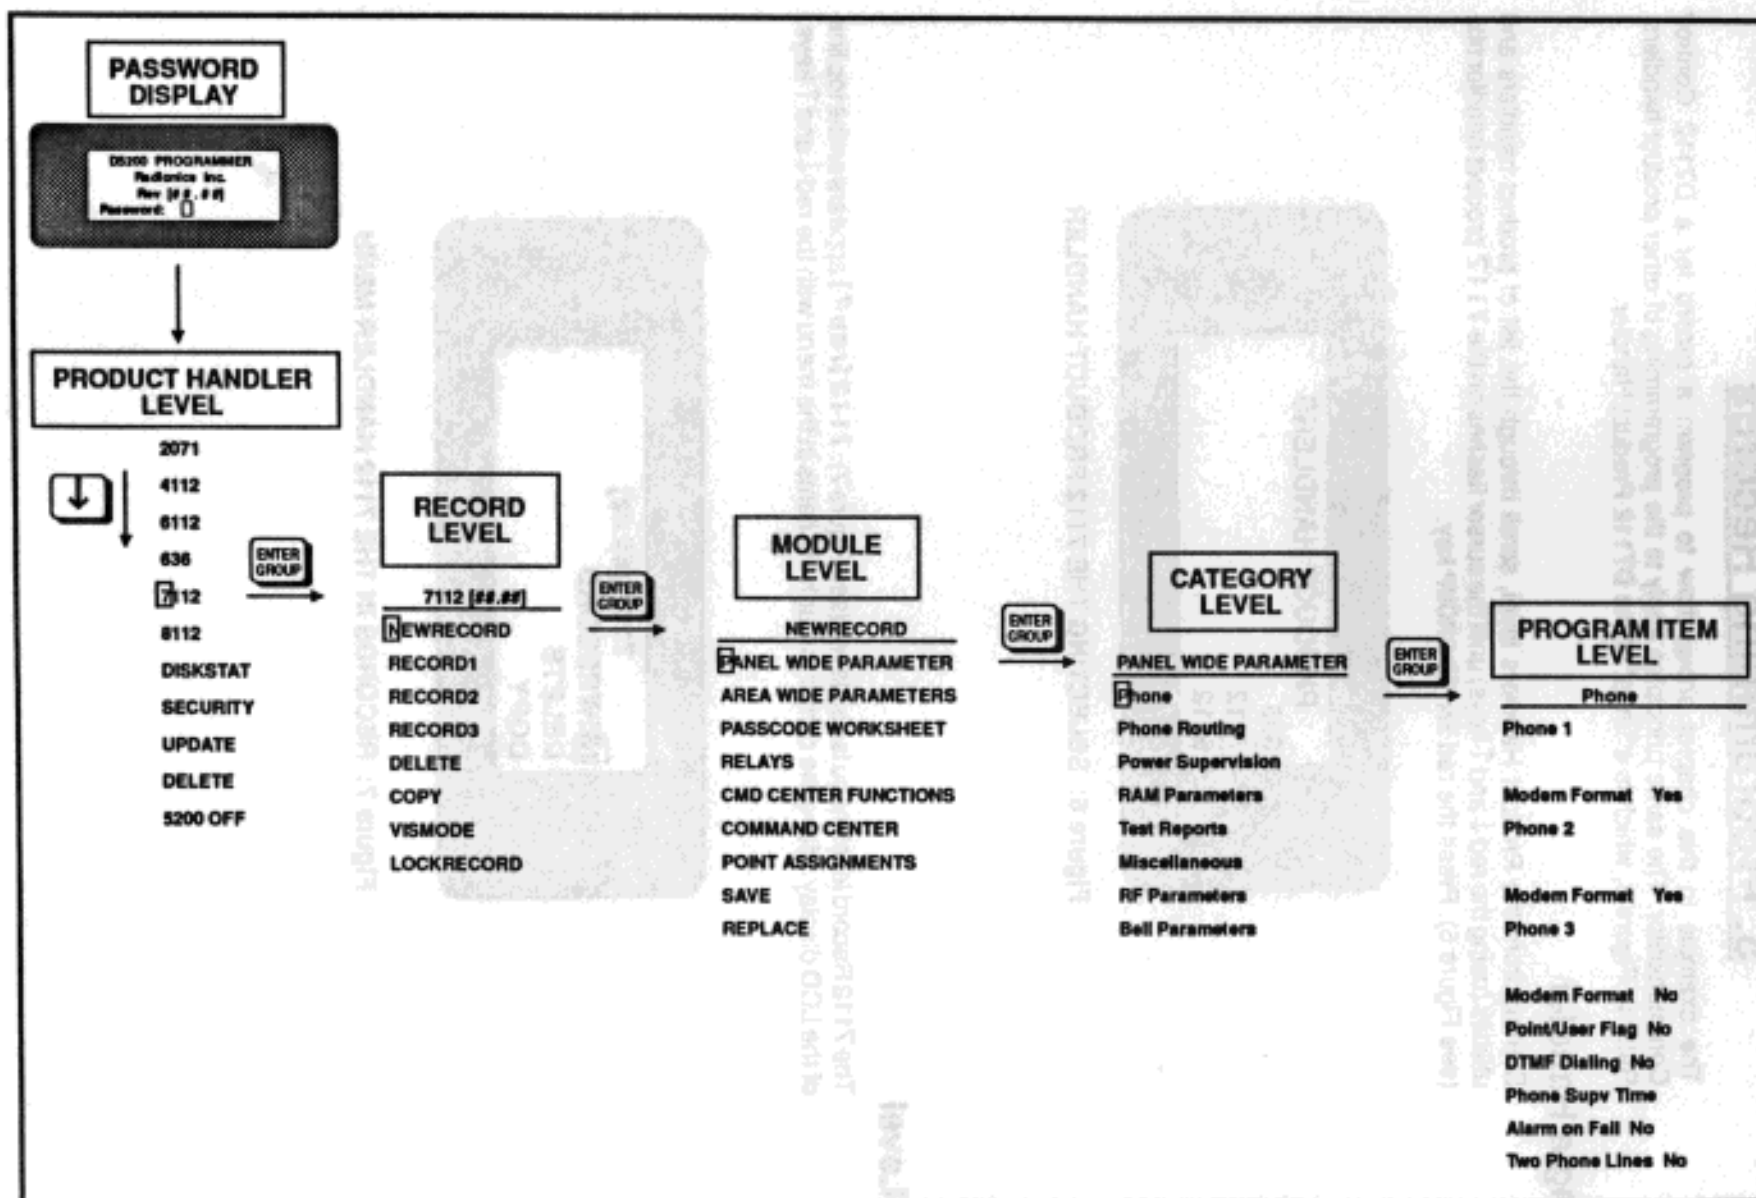 PASSWORD
DISPLAY
D5200 PROGRAMMER
Radionics Inc.
Rev [##.##]
Password:
PRODUCT HANDLER
LEVEL
2071
4112
6112
636
7112
8112
DISKSTAT
SECURITY
UPDATE
DELETE
5200 OFF
ENTER
GROUP
RECORD
LEVEL
7112 [##.##]
NEWRECORD
RECORD1
RECORD2
RECORD3
DELETE
COPY
VISMODE
LOCKRECORD
ENTER
GROUP
MODULE
LEVEL
NEWRECORD
PANEL WIDE PARAMETER
AREA WIDE PARAMETERS
PASSCODE WORKSHEET
RELAYS
CMD CENTER FUNCTIONS
COMMAND CENTER
POINT ASSIGNMENTS
SAVE
REPLACE
ENTER
GROUP
CATEGORY
LEVEL
PANEL WIDE PARAMETER
Phone
Phone Routing
Power Supervision
RAM Parameters
Test Reports
Miscellaneous
RF Parameters
Bell Parameters
ENTER
GROUP
PROGRAM ITEM
LEVEL
Phone
Phone 1
Modem Format Yes
Phone 2
Modem Format Yes
Phone 3
Modem Format No
Point/User Flag No
DTMF Dialing No
Phone Supv Time
Alarm on Fail No
Two Phone Lines No